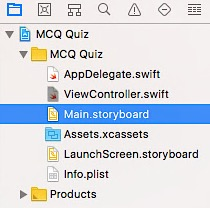 MCQ Quiz
MCQ Quiz
AppDelegate.swift
ViewController.swift
Main.storyboard
Assets.xcassets
LaunchScreen.storyboard
Info.plist
Products